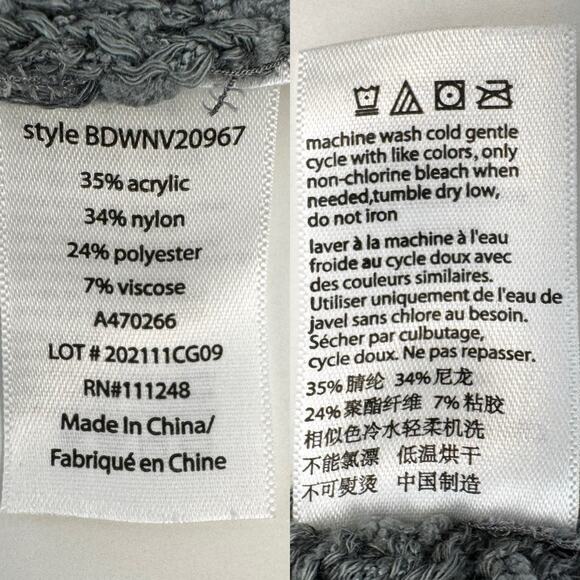 style BDWNV20967
35% acrylic
34% nylon
24% polyester
7% viscose
A470266
LOT # 202111CG09
RN#111248
Made In China/
Fabriqué en Chine
machine wash cold gentle
cycle with like colors, only
non-chlorine bleach when
needed,tumble dry low,
do not iron
laver à la machine à l'eau
froide au cycle doux avec
des couleurs similaires.
Utiliser uniquement de l'eau de
javel sans chlore au besoin.
Sécher par culbutage,
cycle doux. Ne pas repasser.
35% 腈纶 34% 尼龙
24% 聚酯纤维 7% 粘胶
相似色冷水轻柔机洗
不能氯漂 低温烘干
不可熨烫 中国制造